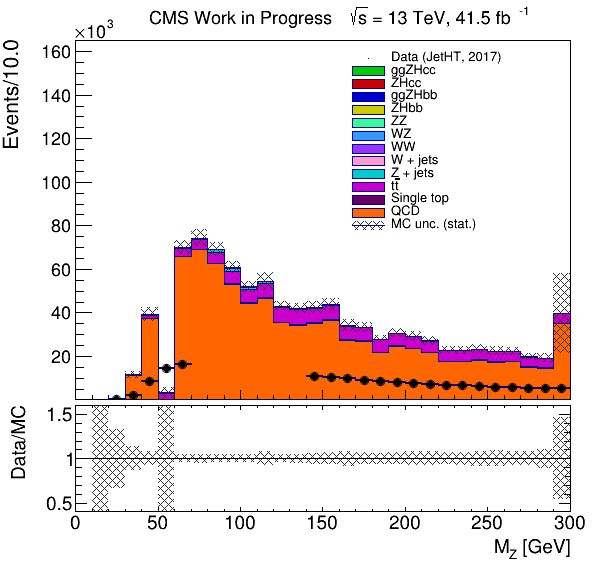 CMS Work in Progress √s = 13 TeV, 41.5 fb⁻¹
×10³
Events/10.0
160
140
120
100
80
60
40
20
Data (JetHT, 2017)
ggZHcc
ZHcc
ggZHbb
ZHbb
ZZ
WZ
WW
W + jets
Z + jets
tt̅
Single top
QCD
MC unc. (stat.)
Data/MC
1.5
1
0.5
0 50 100 150 200 250 300
M_Z [GeV]